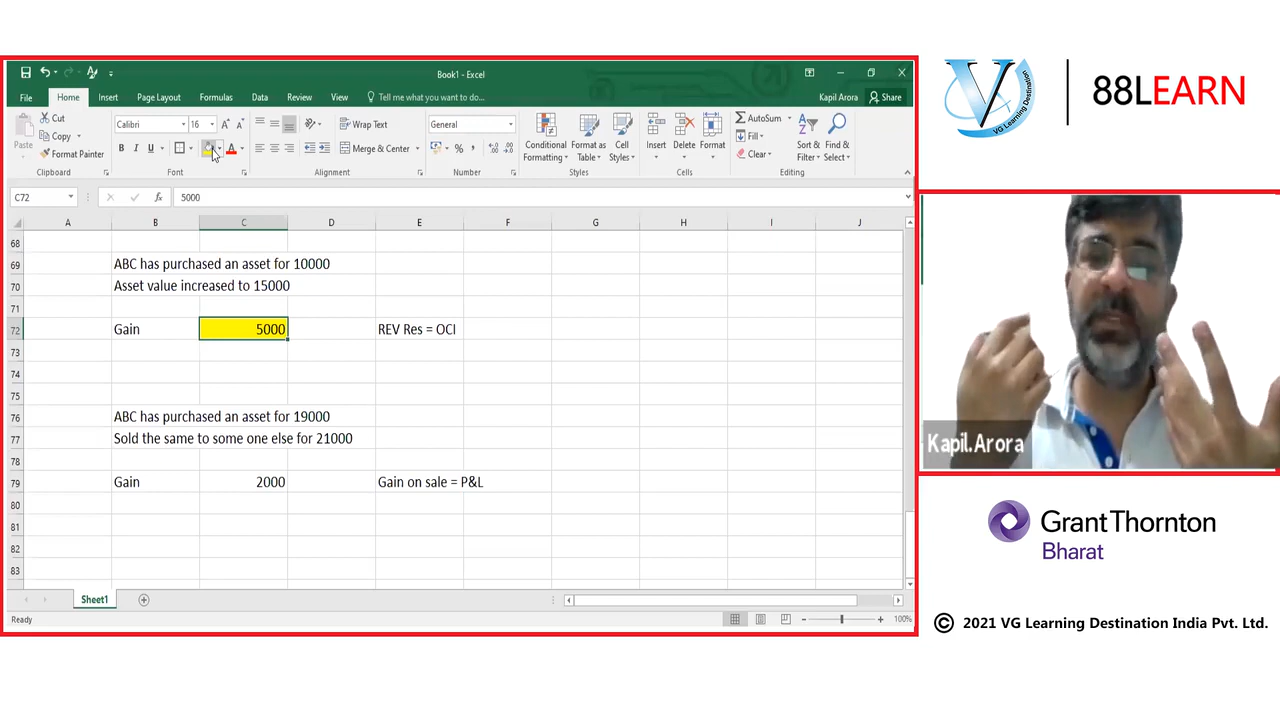 Book1 - Excel
File Home Insert Page Layout Formulas Data Review View Tell me what you want to do... Kapil Arora Share
Paste
Cut
Copy
Format Painter
Clipboard
Calibri 16 A A
B I U A
Font
Wrap Text
Merge & Center
Alignment
General
%
Number
Conditional Formatting
Format as Table
Cell Styles
Styles
Insert Delete Format
Cells
AutoSum
Fill
Clear
Sort & Filter
Find & Select
Editing
C72 fx 5000
A B C D E F G H I J
68
69 ABC has purchased an asset for 10000
70 Asset value increased to 15000
71
72 Gain 5000 REV Res = OCI
73
74
75
76 ABC has purchased an asset for 19000
77 Sold the same to some one else for 21000
78
79 Gain 2000 Gain on sale = P&L
80
81
82
83
Sheet1
Ready 100%
V
VG Learning Destination
88LEARN
Kapil.Arora
Grant Thornton
Bharat
© 2021 VG Learning Destination India Pvt. Ltd.